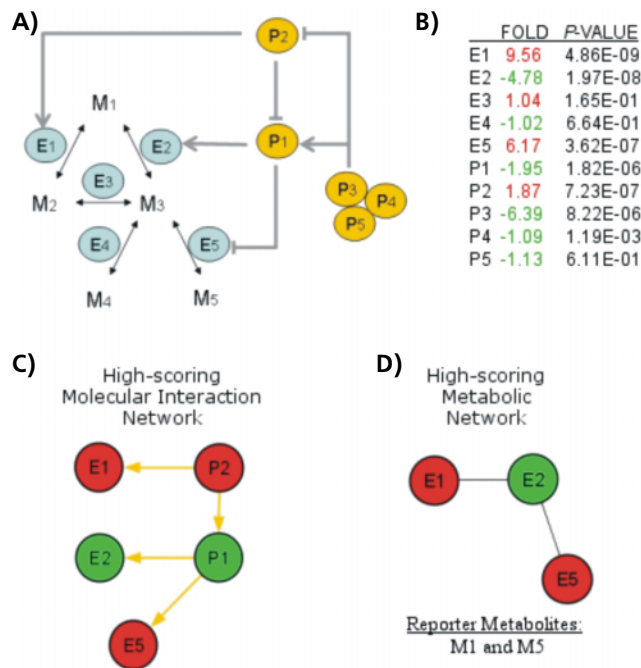 A)
P2
M1
E1
E2
P1
E3
M2
M3
P3
P4
P5
E4
E5
M4
M5
B)
FOLD P-VALUE
E1 9.56 4.86E-09
E2 -4.78 1.97E-08
E3 1.04 1.65E-01
E4 -1.02 6.64E-01
E5 6.17 3.62E-07
P1 -1.95 1.82E-06
P2 1.87 7.23E-07
P3 -6.39 8.22E-06
P4 -1.09 1.19E-03
P5 -1.13 6.11E-01
C)
High-scoring
Molecular Interaction
Network
E1 P2
E2 P1
E5
D)
High-scoring
Metabolic
Network
E1 E2
E5
Reporter Metabolites:
M1 and M5